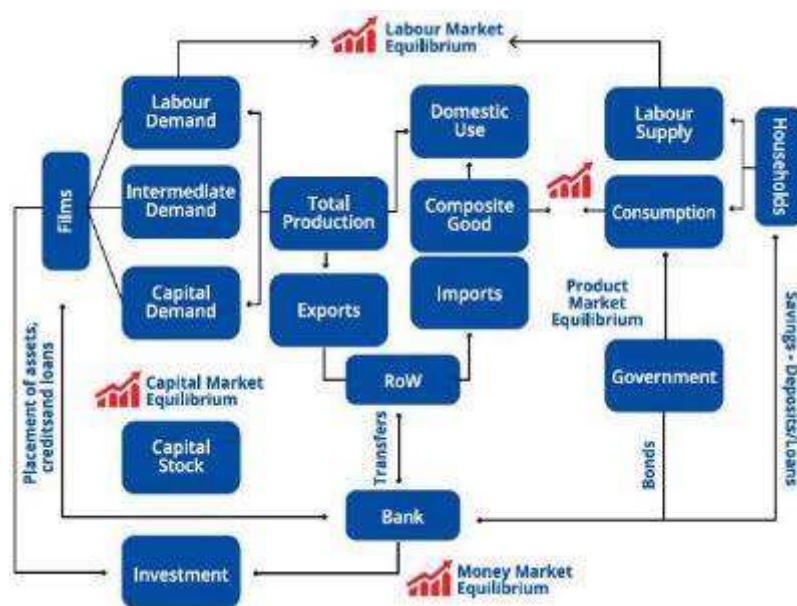 Labour Market
Equilibrium
Labour
Demand
Domestic
Use
Labour
Supply
Households
Films
Intermediate
Demand
Total
Production
Composite
Good
Consumption
Capital
Demand
Exports
Imports
Product
Market
Equilibrium
Placement of assets,
creditsand loans
Capital Market
Equilibrium
RoW
Government
Savings - Deposits/Loans
Capital
Stock
Transfers
Bonds
Bank
Investment
Money Market
Equilibrium